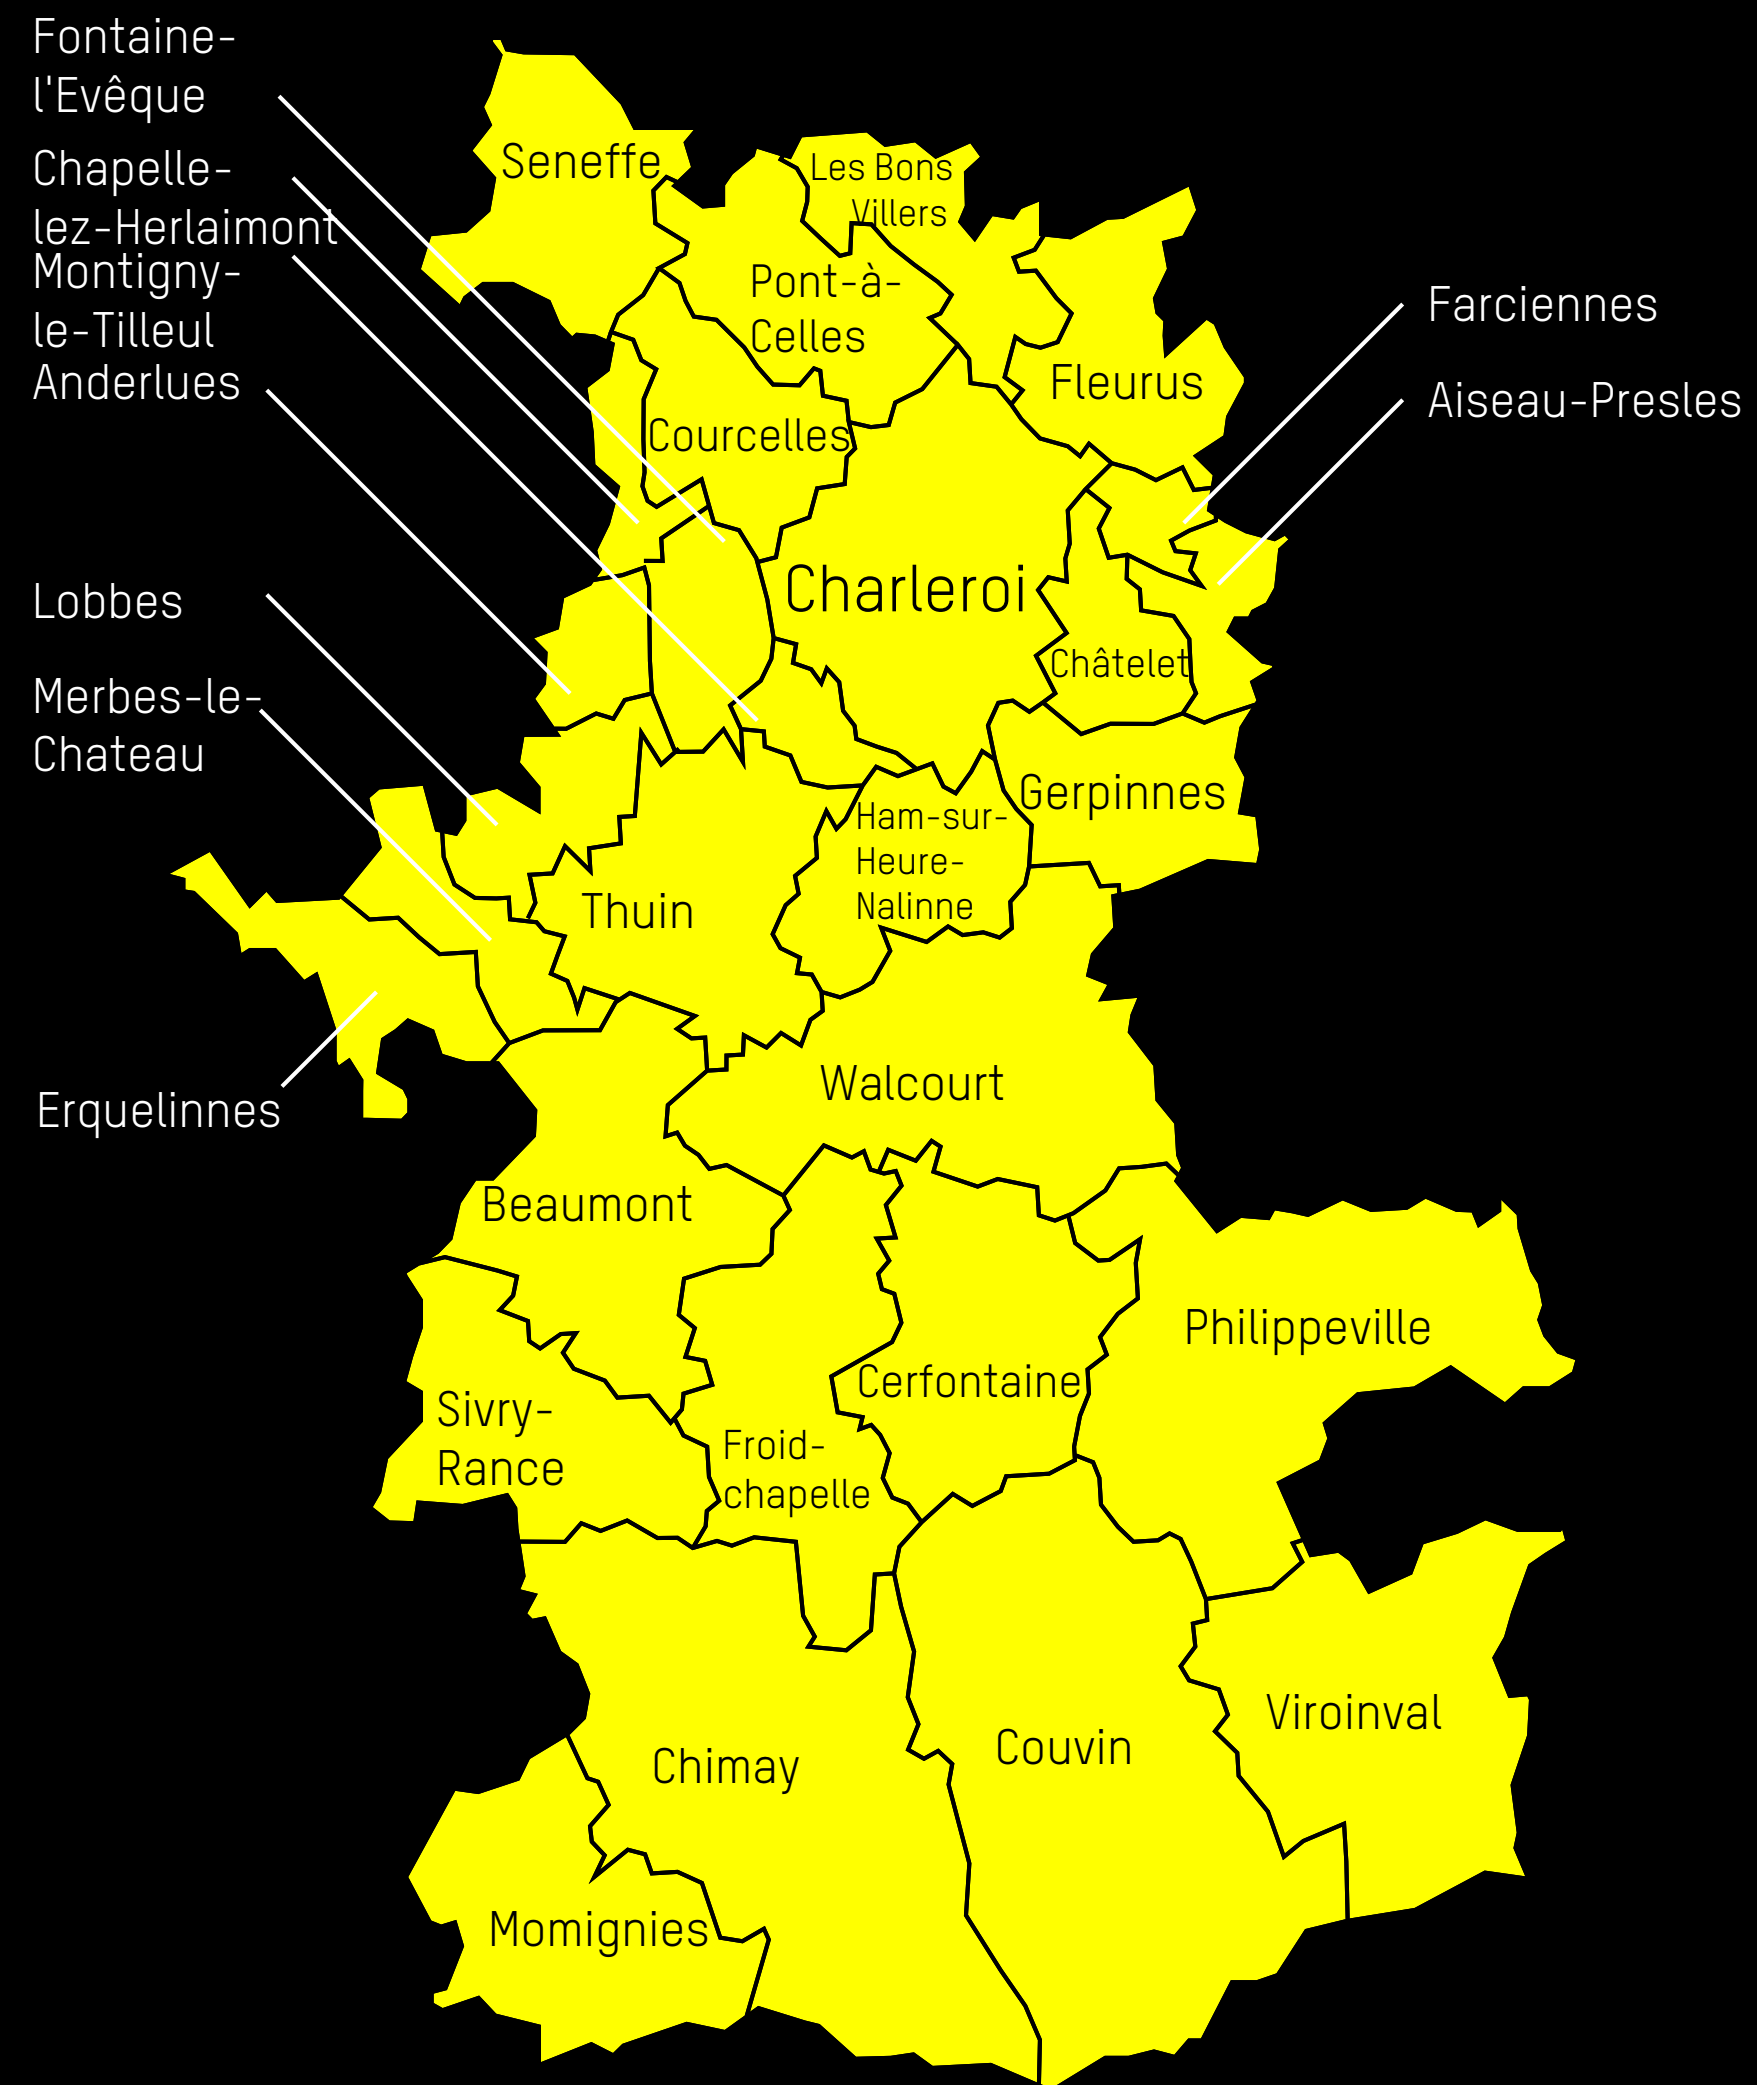 Fontaine-
l'Evêque
Chapelle-
lez-Herlaimont
Montigny-
le-Tilleul
Anderlues
Lobbes
Merbes-le-
Chateau
Erquelinnes
Seneffe
Les Bons
Villers
Pont-à-
Celles
Courcelles
Fleurus
Farciennes
Aiseau-Presles
Charleroi
Châtelet
Gerpinnes
Ham-sur-
Heure-
Nalinne
Thuin
Walcourt
Beaumont
Philippeville
Cerfontaine
Sivry-
Rance
Froid-
chapelle
Viroinval
Couvin
Chimay
Momignies